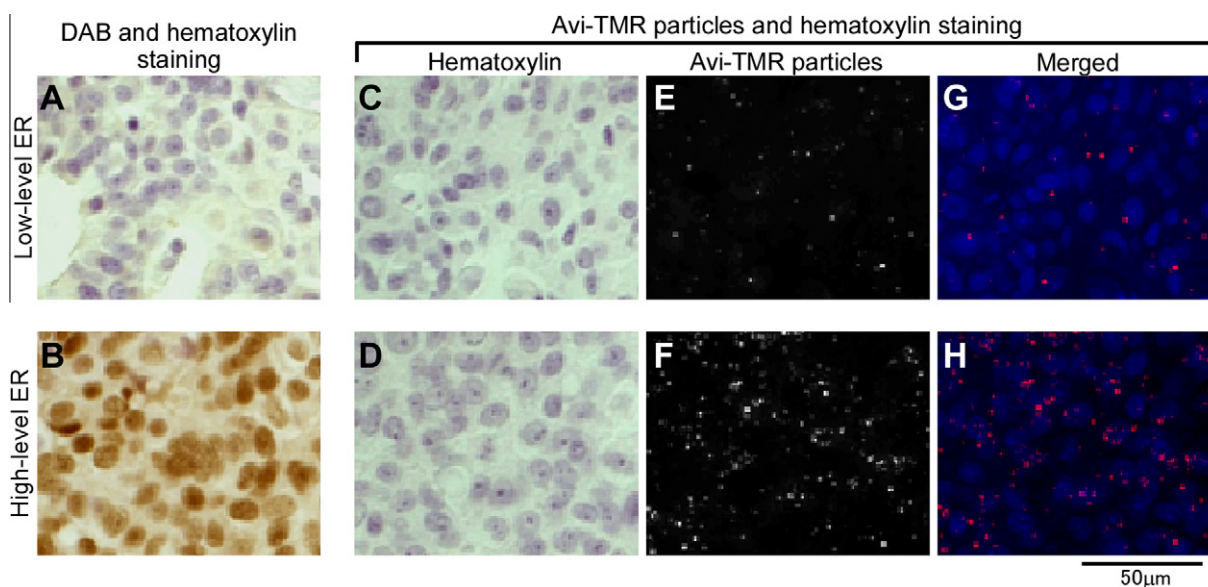 DAB and hematoxylin
staining
Avi-TMR particles and hematoxylin staining
Hematoxylin
Avi-TMR particles
Merged
Low-level ER
A
C
E
G
High-level ER
B
D
F
H
50μm